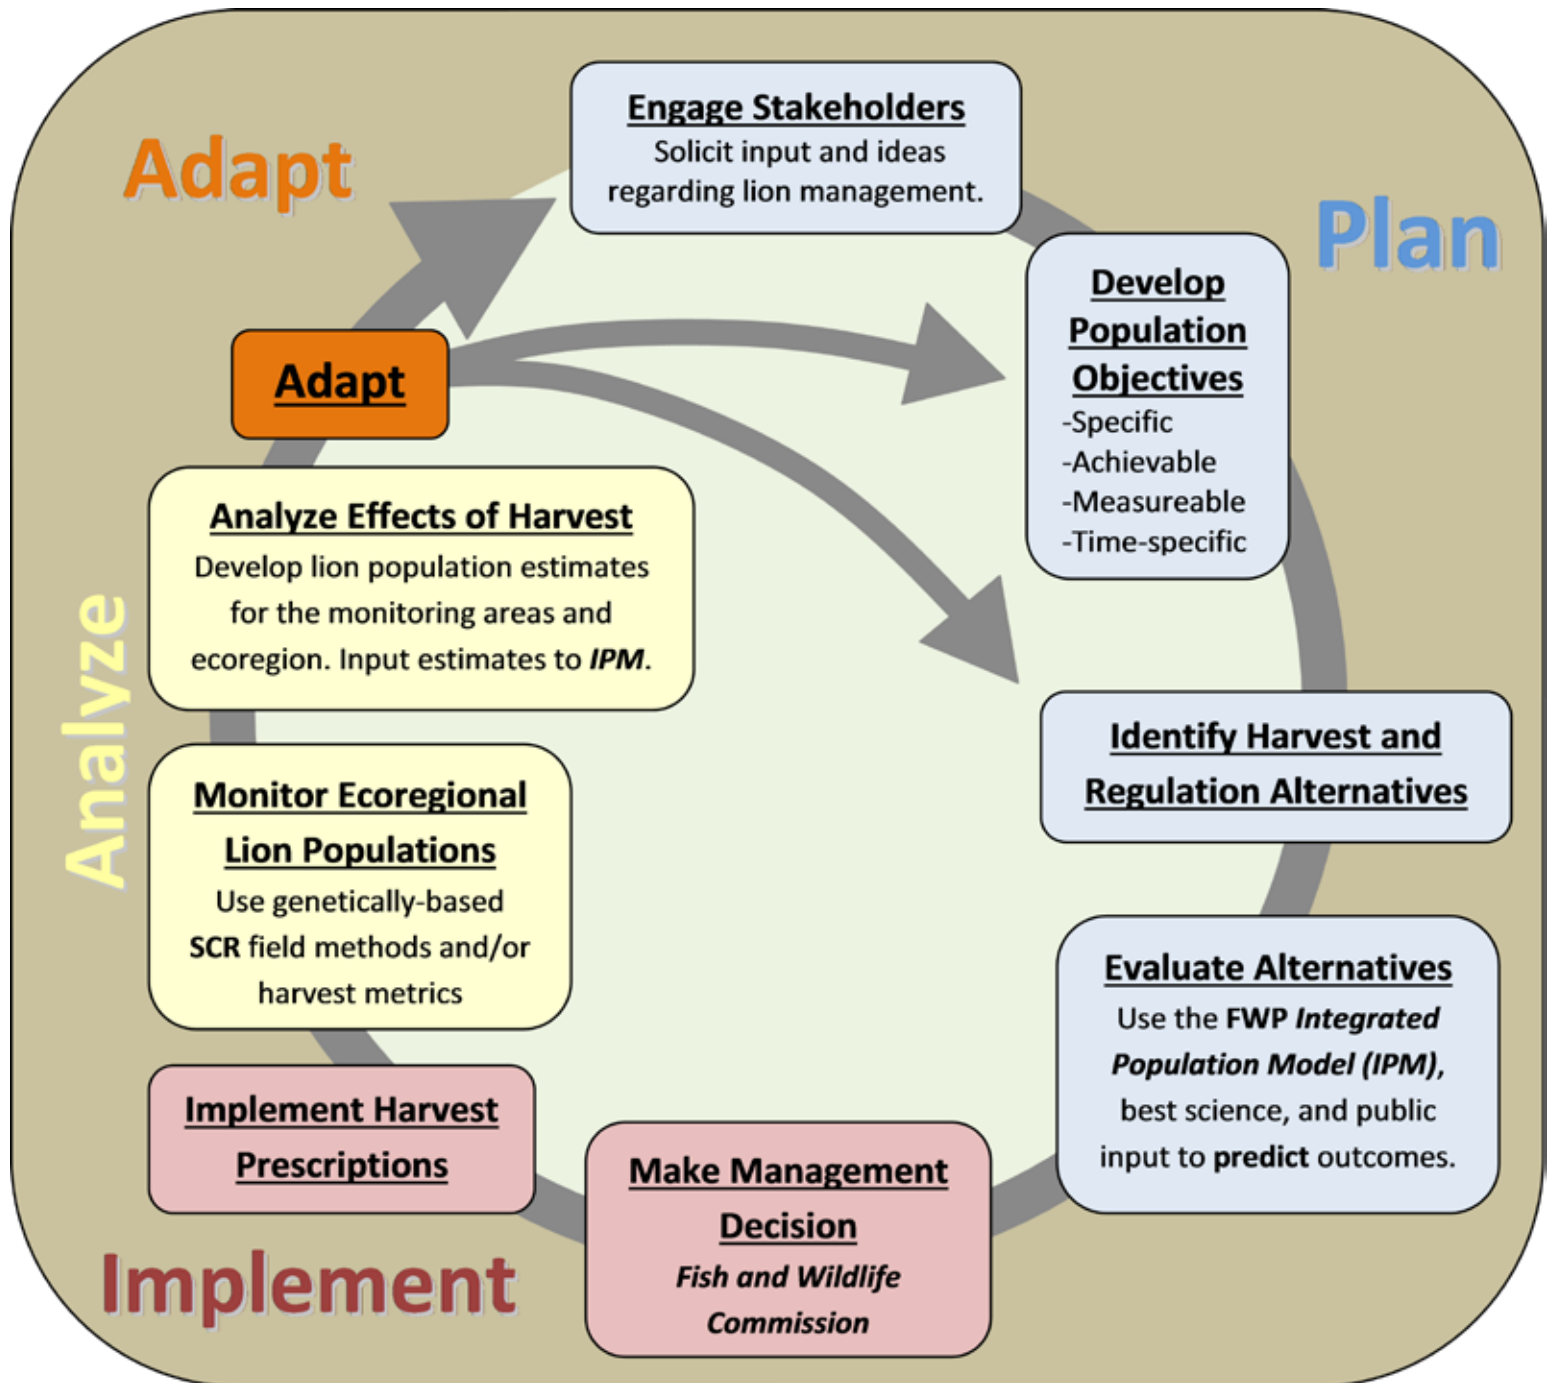 Adapt
Plan
Analyze
Implement
Engage Stakeholders
Solicit input and ideas
regarding lion management.
Develop
Population
Objectives
-Specific
-Achievable
-Measureable
-Time-specific
Identify Harvest and
Regulation Alternatives
Evaluate Alternatives
Use the FWP Integrated
Population Model (IPM),
best science, and public
input to predict outcomes.
Make Management
Decision
Fish and Wildlife
Commission
Implement Harvest
Prescriptions
Monitor Ecoregional
Lion Populations
Use genetically-based
SCR field methods and/or
harvest metrics
Analyze Effects of Harvest
Develop lion population estimates
for the monitoring areas and
ecoregion. Input estimates to IPM.
Adapt